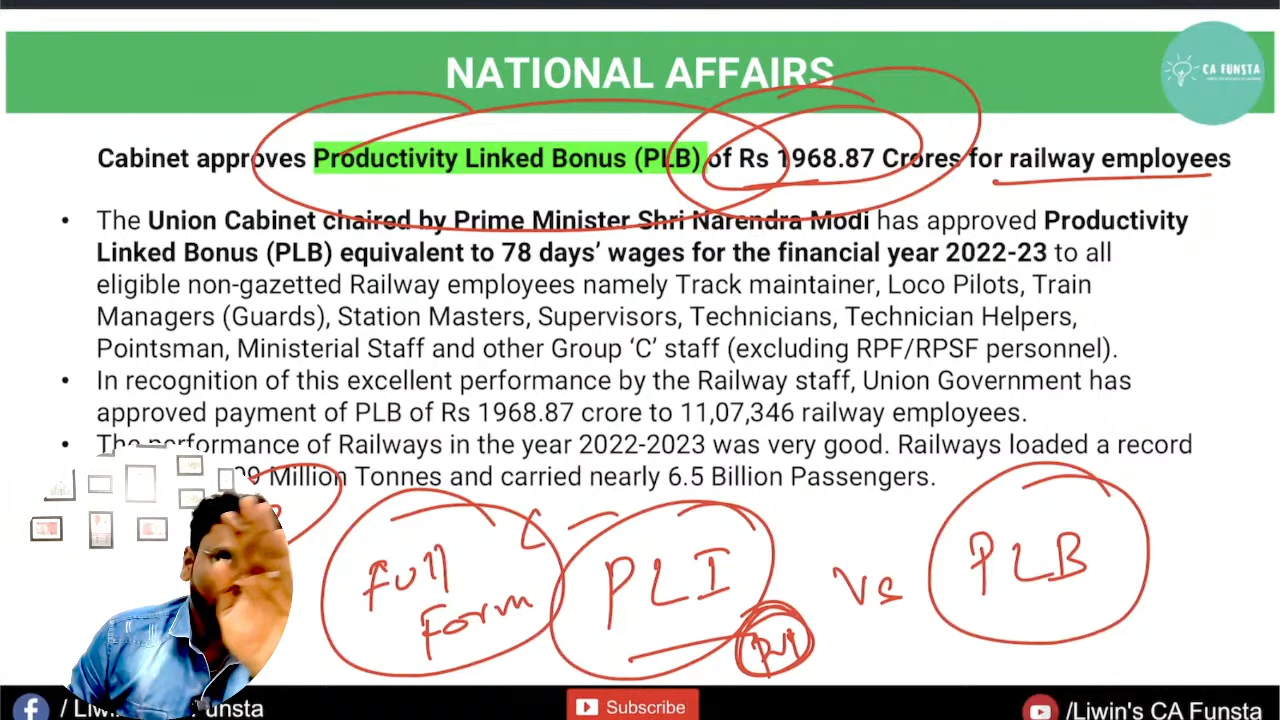 NATIONAL AFFAIRS
CA FUNSTA
Cabinet approves Productivity Linked Bonus (PLB) of Rs 1968.87 Crores for railway employees
• The Union Cabinet chaired by Prime Minister Shri Narendra Modi has approved Productivity
Linked Bonus (PLB) equivalent to 78 days’ wages for the financial year 2022-23 to all
eligible non-gazetted Railway employees namely Track maintainer, Loco Pilots, Train
Managers (Guards), Station Masters, Supervisors, Technicians, Technician Helpers,
Pointsman, Ministerial Staff and other Group ‘C’ staff (excluding RPF/RPSF personnel).
• In recognition of this excellent performance by the Railway staff, Union Government has
approved payment of PLB of Rs 1968.87 crore to 11,07,346 railway employees.
• The performance of Railways in the year 2022-2023 was very good. Railways loaded a record
Million Tonnes and carried nearly 6.5 Billion Passengers.
Full
Form
PLI
Vs
PLB
/ Liwin's CA Funsta
Subscribe
/Liwin's CA Funsta